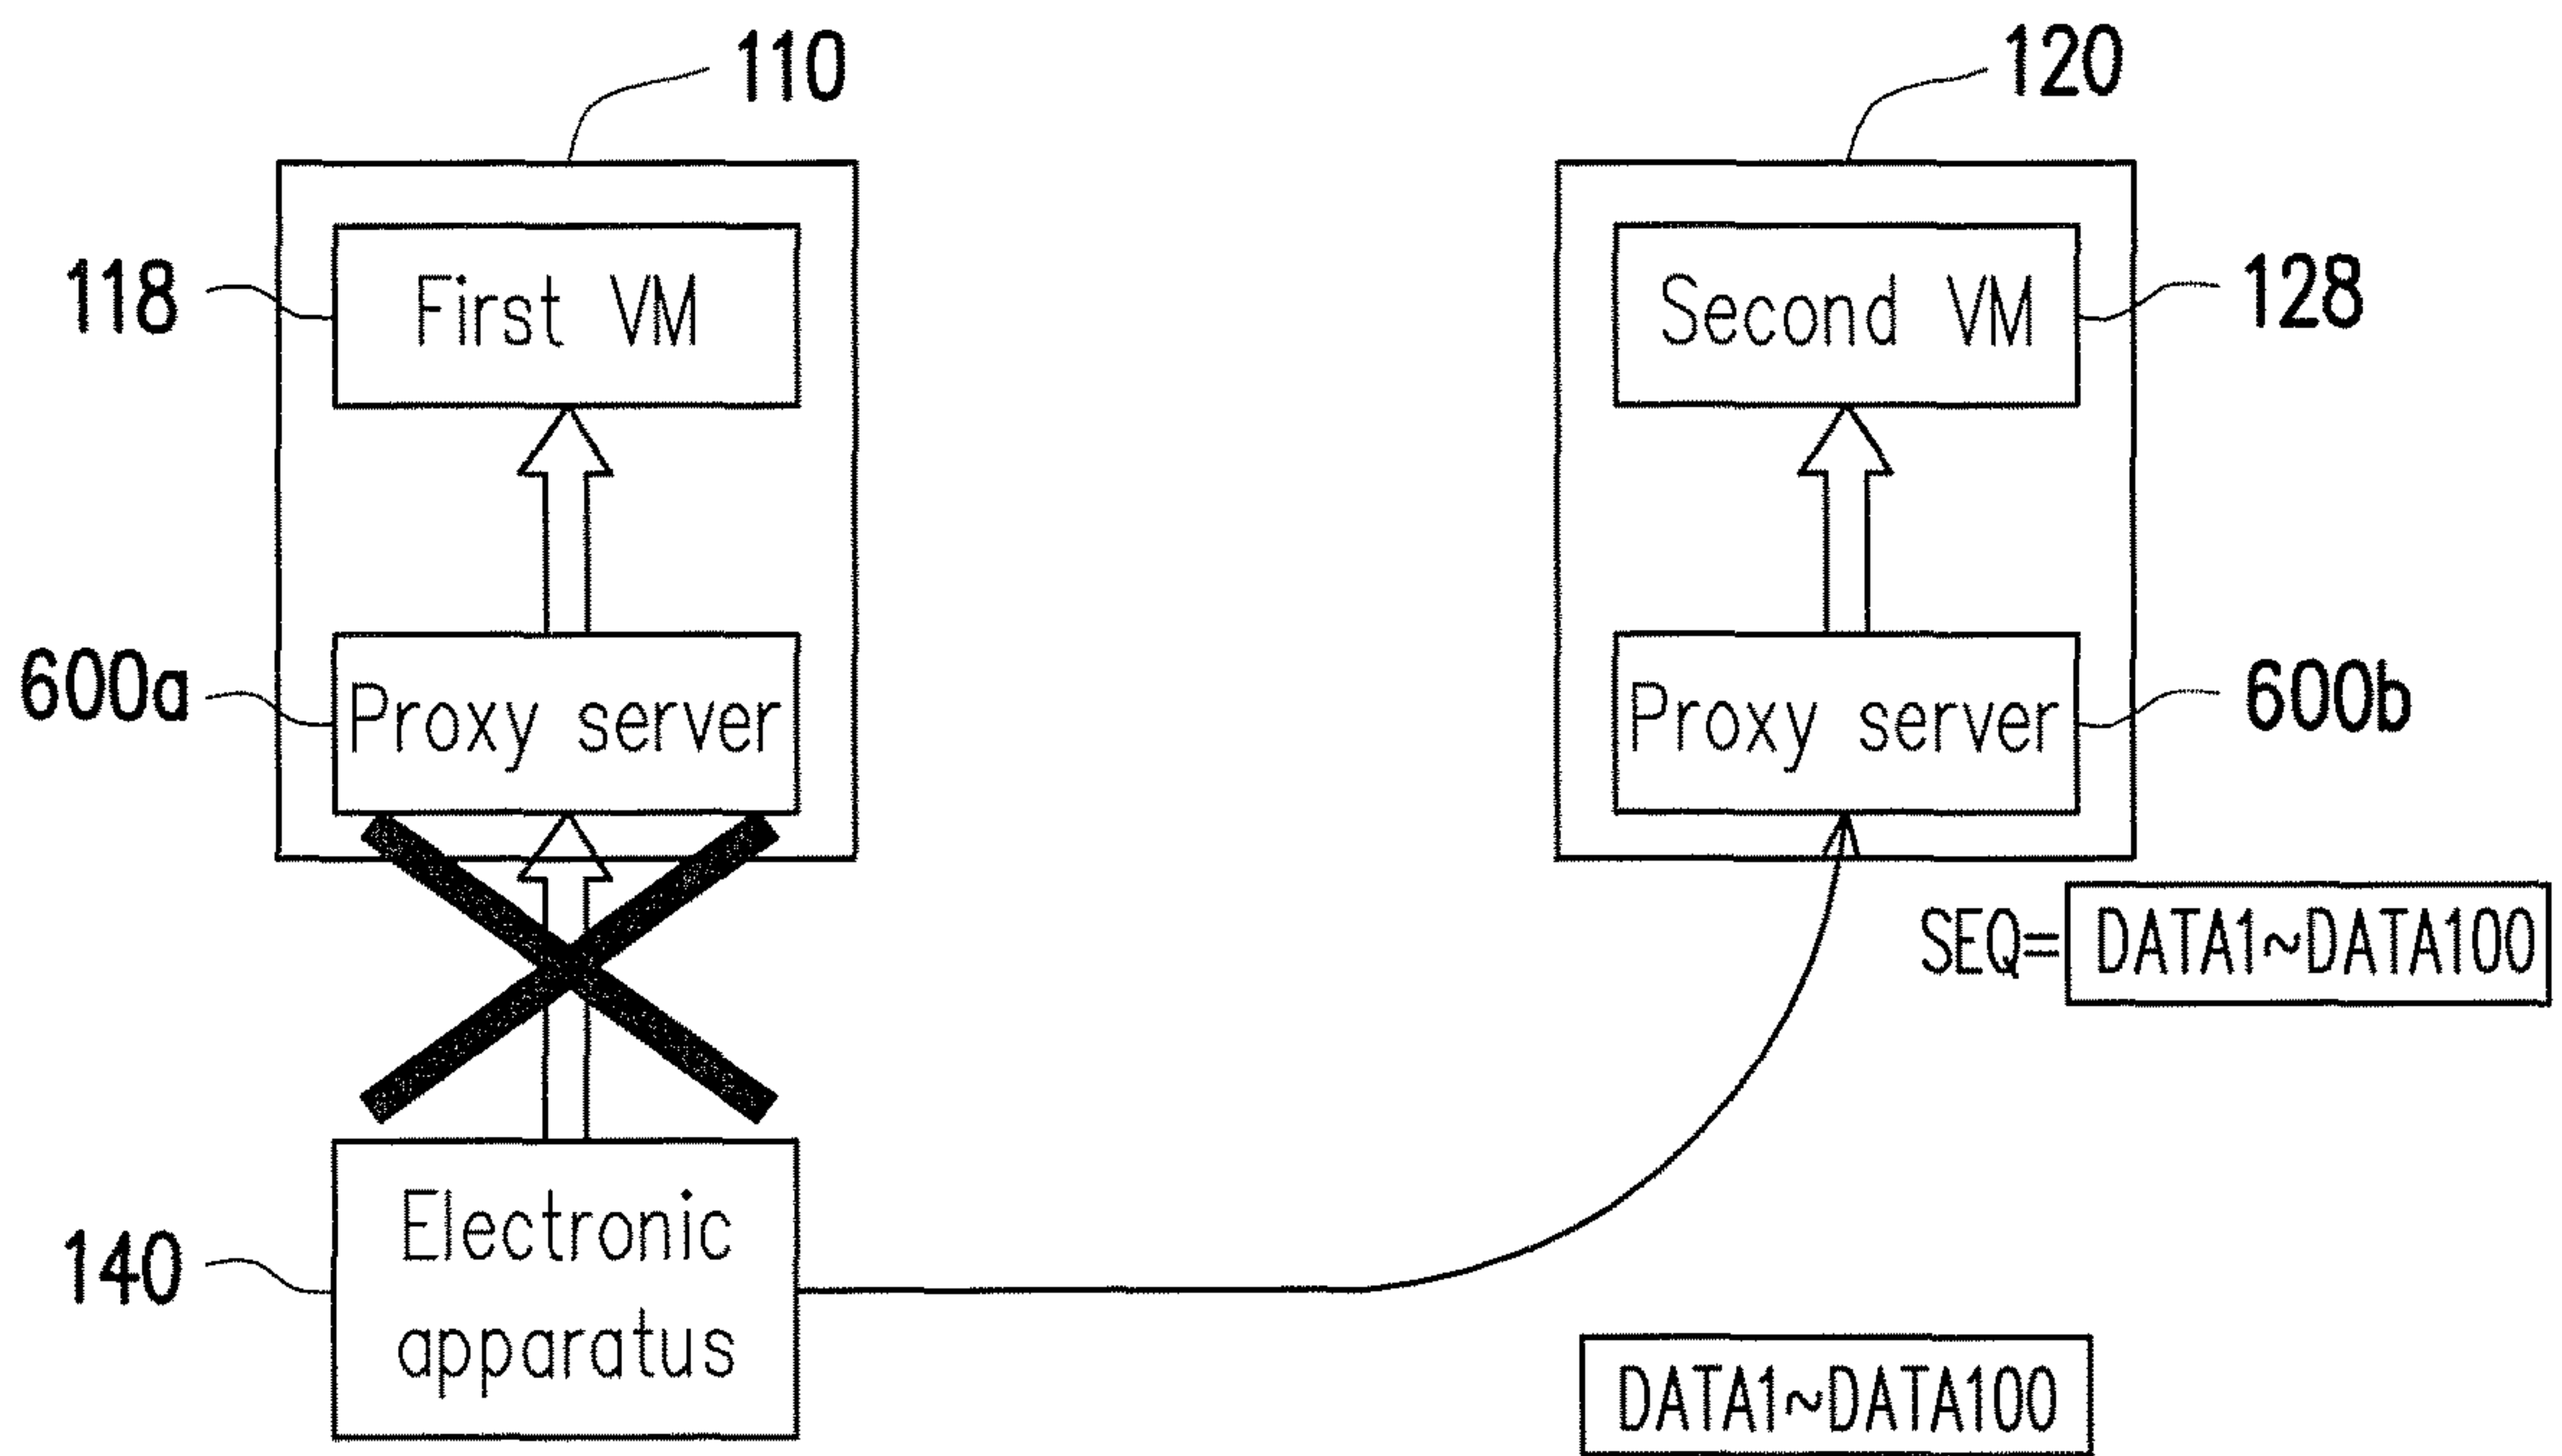 110
120
118
First VM
Second VM
128
600a
Proxy server
Proxy server
600b
SEQ= DATA1~DATA100
140
Electronic
apparatus
DATA1~DATA100